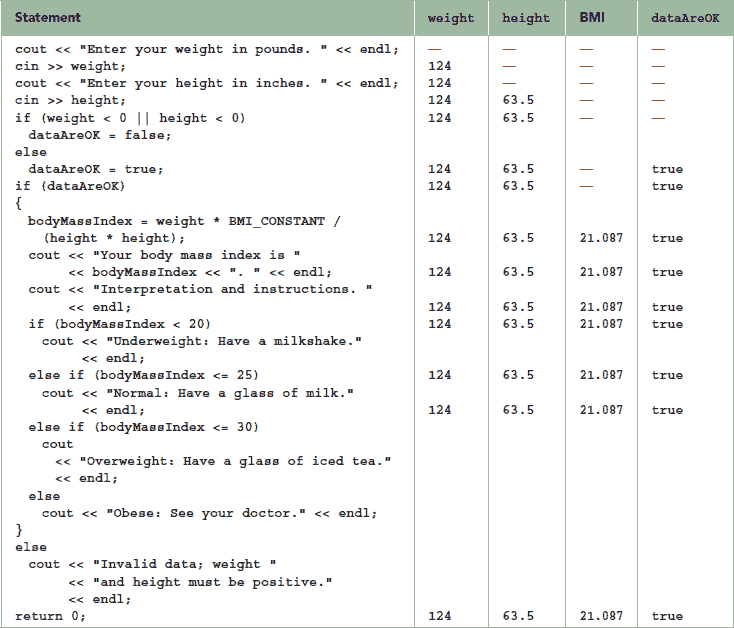 Statement weight height BMI dataAreOK
cout << "Enter your weight in pounds. " << endl; — — — —
cin >> weight; 124 — — —
cout << "Enter your height in inches. " << endl; 124 — — —
cin >> height; 124 63.5 — —
if (weight < 0 || height < 0) 124 63.5 — —
dataAreOK = false;
else
dataAreOK = true; 124 63.5 — true
if (dataAreOK) 124 63.5 — true
{
bodyMassIndex = weight * BMI_CONSTANT /
(height * height); 124 63.5 21.087 true
cout << "Your body mass index is "
<< bodyMassIndex << ". " << endl; 124 63.5 21.087 true
cout << "Interpretation and instructions. "
<< endl; 124 63.5 21.087 true
if (bodyMassIndex < 20) 124 63.5 21.087 true
cout << "Underweight: Have a milkshake."
<< endl;
else if (bodyMassIndex <= 25) 124 63.5 21.087 true
cout << "Normal: Have a glass of milk."
<< endl; 124 63.5 21.087 true
else if (bodyMassIndex <= 30)
cout
<< "Overweight: Have a glass of iced tea."
<< endl;
else
cout << "Obese: See your doctor." << endl;
}
else
cout << "Invalid data; weight "
<< "and height must be positive."
<< endl;
return 0; 124 63.5 21.087 true